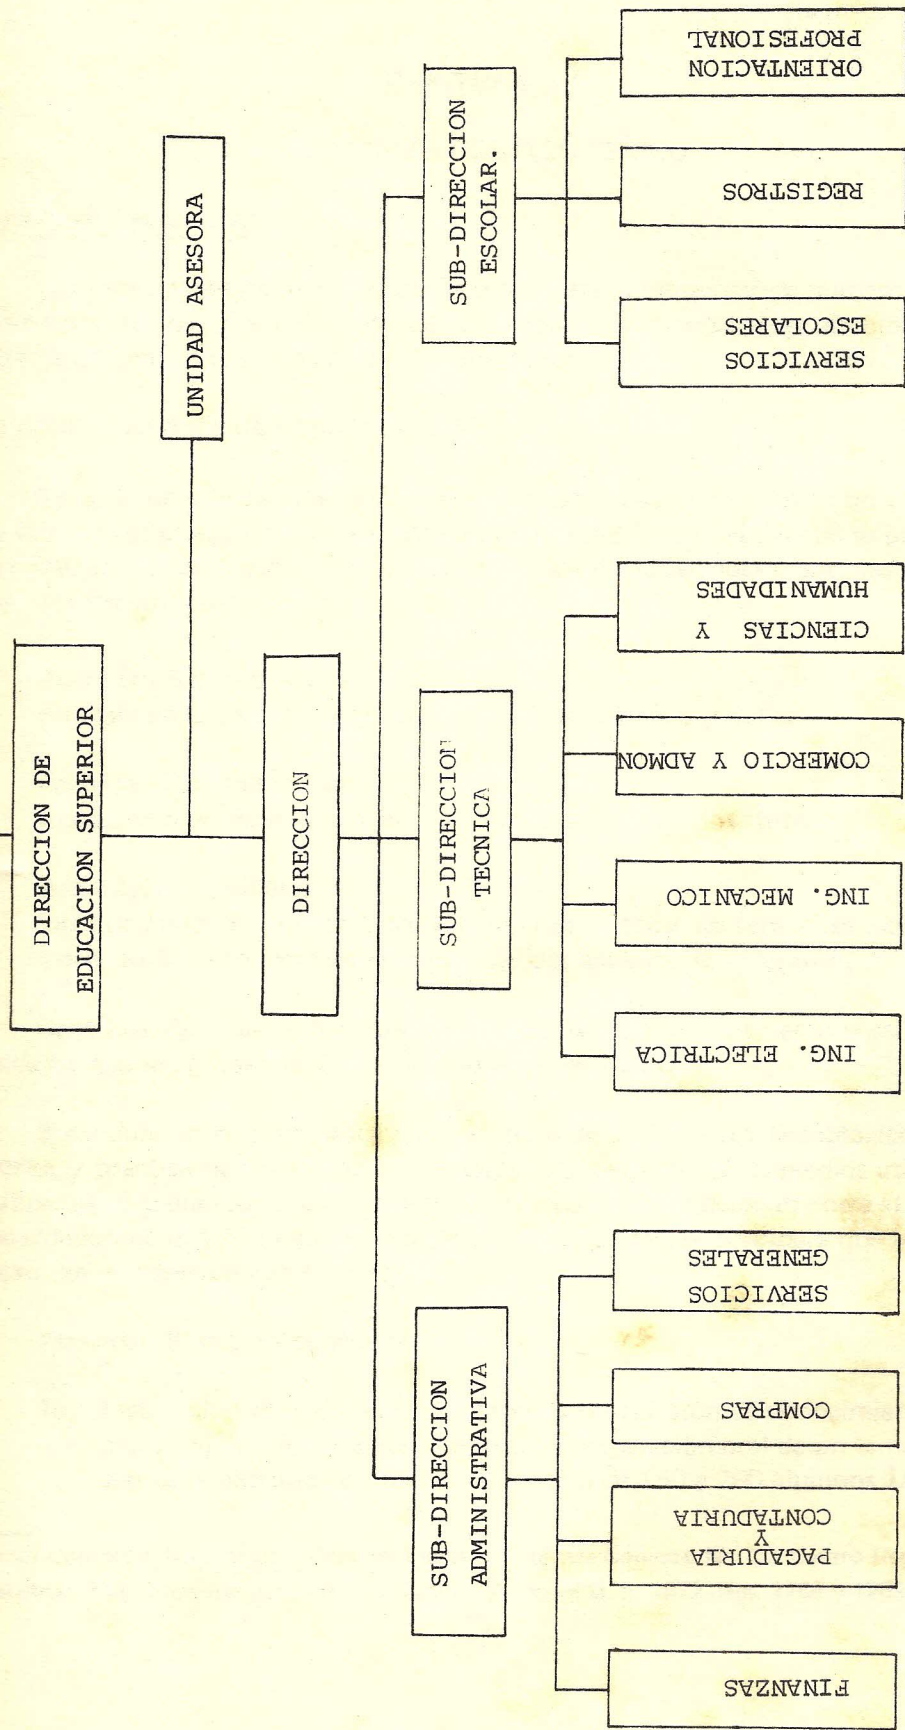 DIRECCION DE
EDUCACION SUPERIOR
UNIDAD ASESORA
DIRECCION
SUB-DIRECCION
ADMINISTRATIVA
SUB-DIRECCION
TECNICA
SUB-DIRECCION
ESCOLAR.
FINANZAS
PAGADURIA
Y
CONTADURIA
COMPRAS
SERVICIOS
GENERALES
ING. ELECTRICA
ING. MECANICO
COMERCIO Y ADMON
CIENCIAS Y
HUMANIDADES
SERVICIOS
ESCOLARES
REGISTROS
ORIENTACION
PROFESIONAL